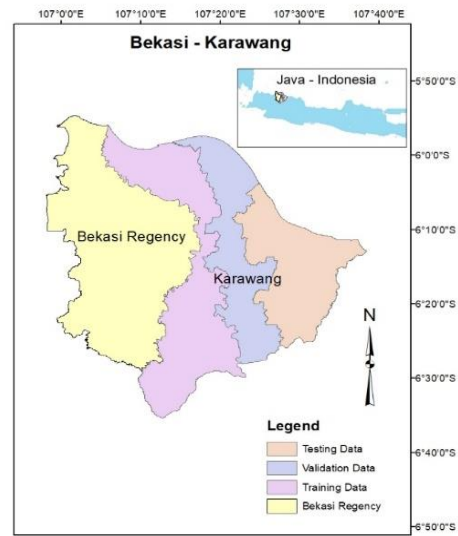 107°0'0"E 107°10'0"E 107°20'0"E 107°30'0"E 107°40'0"E
Bekasi - Karawang
Java - Indonesia
5°50'0"S
6°0'0"S
6°10'0"S
6°20'0"S
6°30'0"S
6°40'0"S
6°50'0"S
Bekasi Regency
Karawang
N
Legend
Testing Data
Validation Data
Training Data
Bekasi Regency